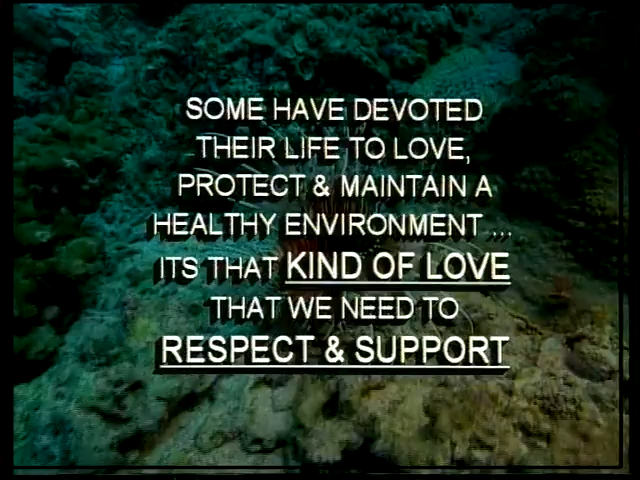 SOME HAVE DEVOTED
THEIR LIFE TO LOVE,
PROTECT & MAINTAIN A
HEALTHY ENVIRONMENT ...
ITS THAT KIND OF LOVE
THAT WE NEED TO
RESPECT & SUPPORT